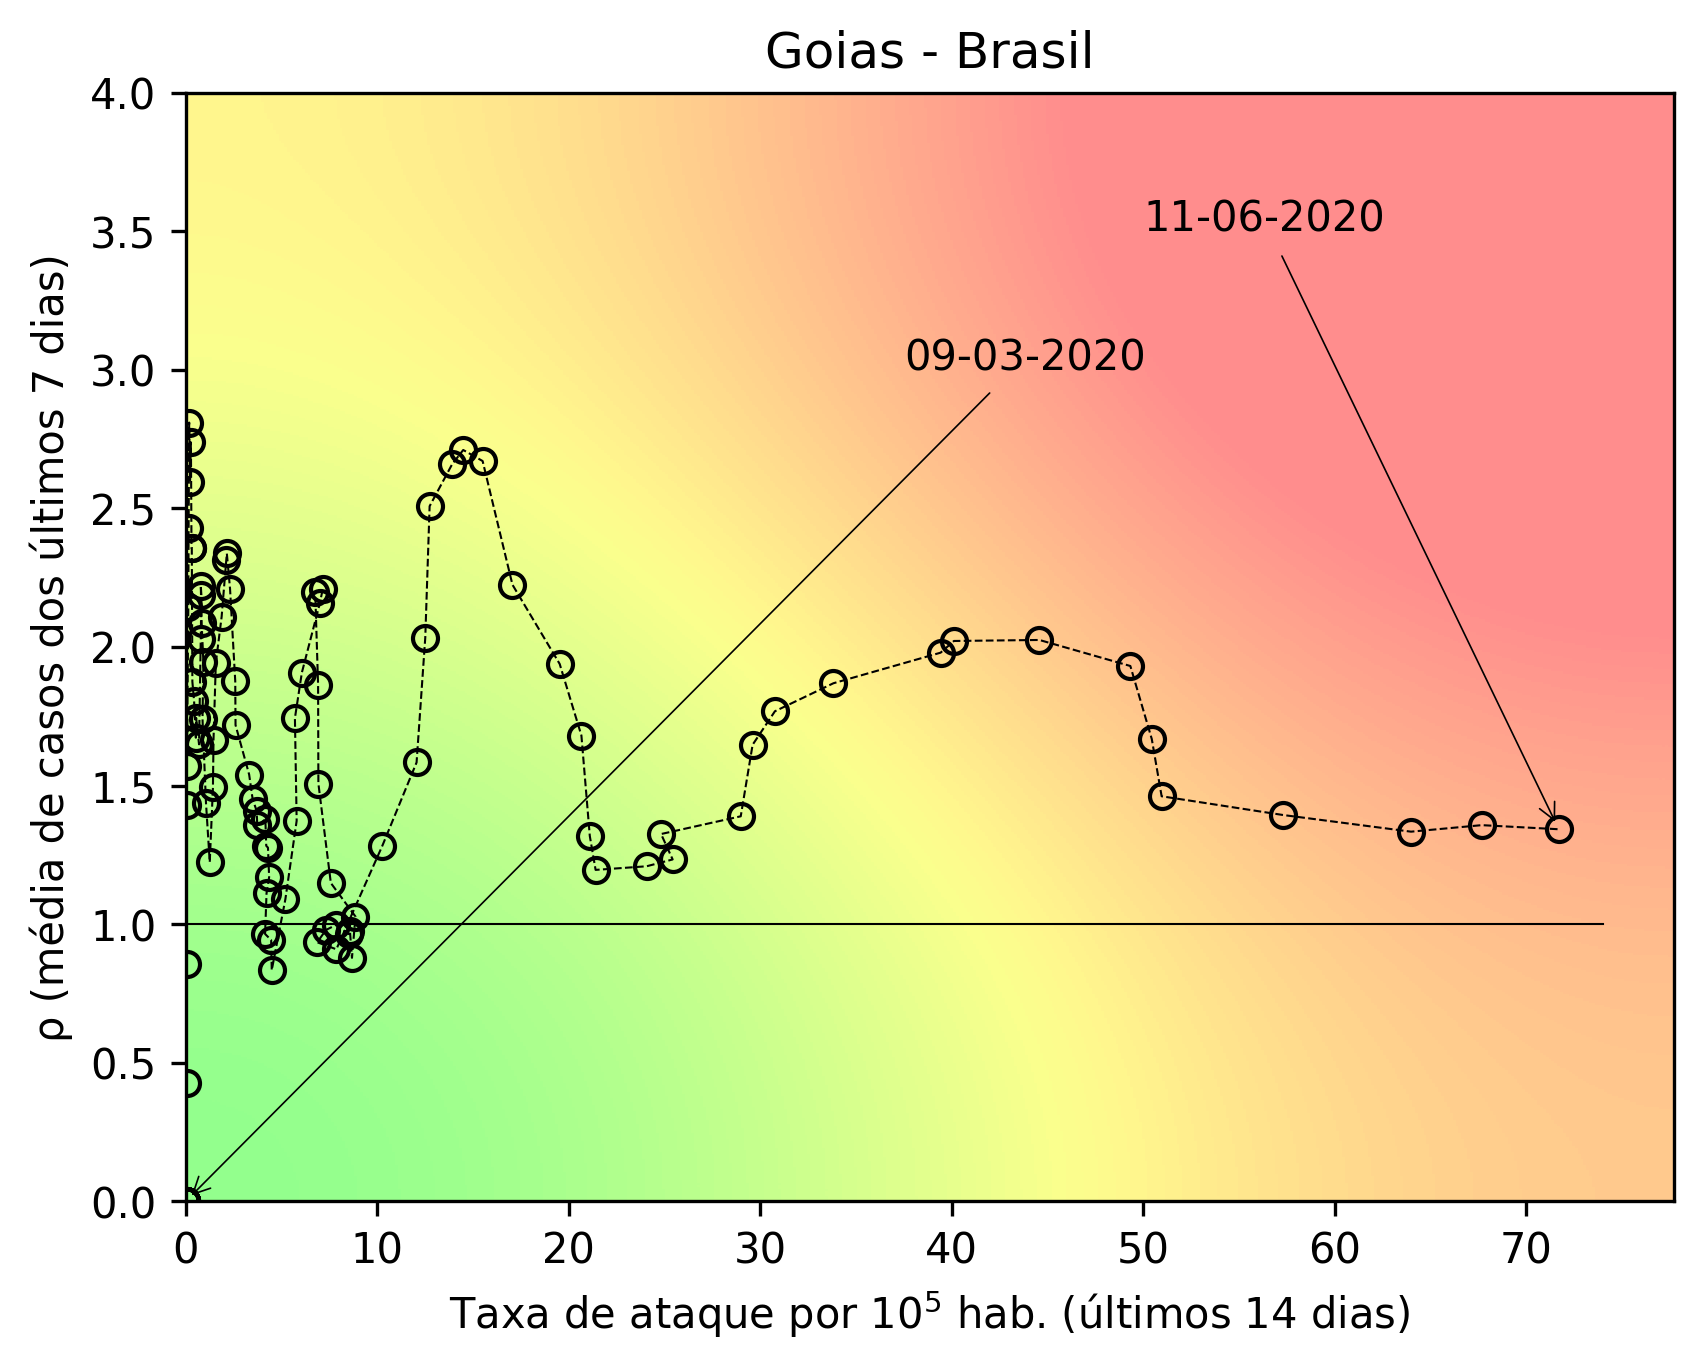 Goias - Brasil
4.0
3.5
3.0
2.5
2.0
1.5
1.0
0.5
0.0
ρ (média de casos dos últimos 7 dias)
11-06-2020
09-03-2020
0 10 20 30 40 50 60 70
Taxa de ataque por 10⁵ hab. (últimos 14 dias)